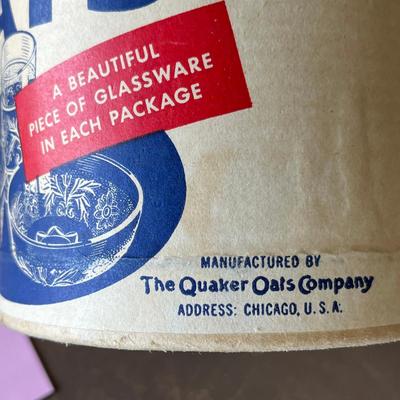 A BEAUTIFUL
PIECE OF GLASSWARE
IN EACH PACKAGE
MANUFACTURED BY
The Quaker Oats Company
ADDRESS: CHICAGO, U.S.A.